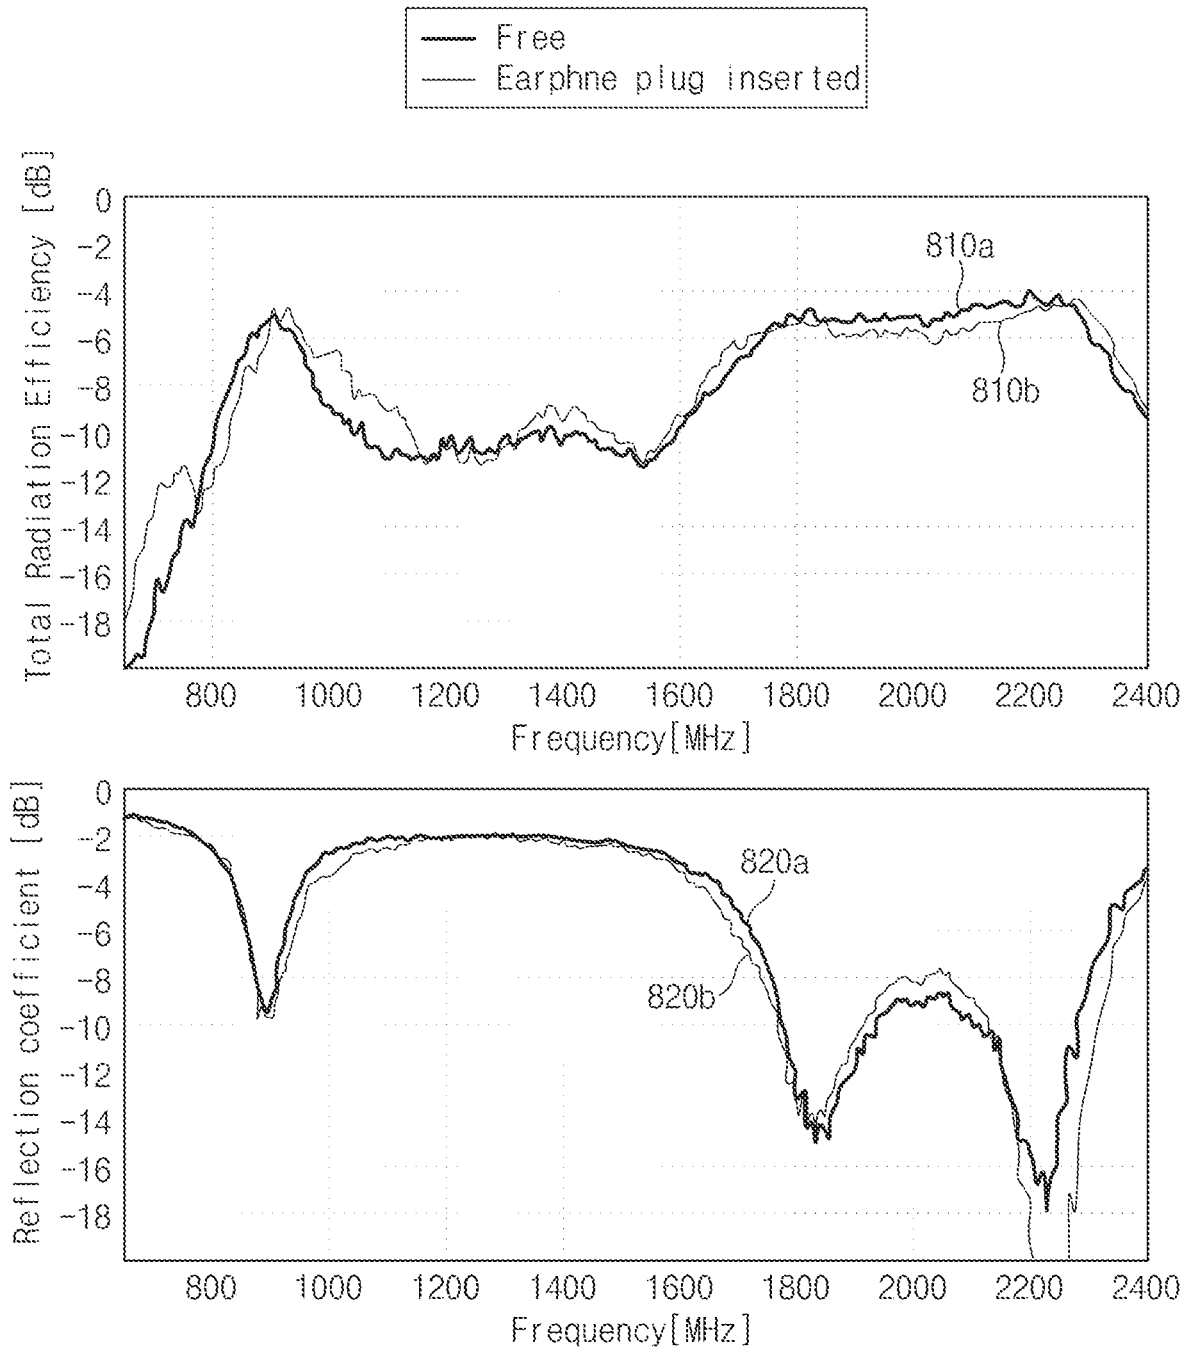 Free
Earphne plug inserted
Total Radiation Efficiency [dB]
0
-2
-4
-6
-8
-10
-12
-14
-16
-18
810a
810b
800 1000 1200 1400 1600 1800 2000 2200 2400
Frequency[MHz]
Reflection coefficient [dB]
0
-2
-4
-6
-8
-10
-12
-14
-16
-18
820a
820b
800 1000 1200 1400 1600 1800 2000 2200 2400
Frequency[MHz]